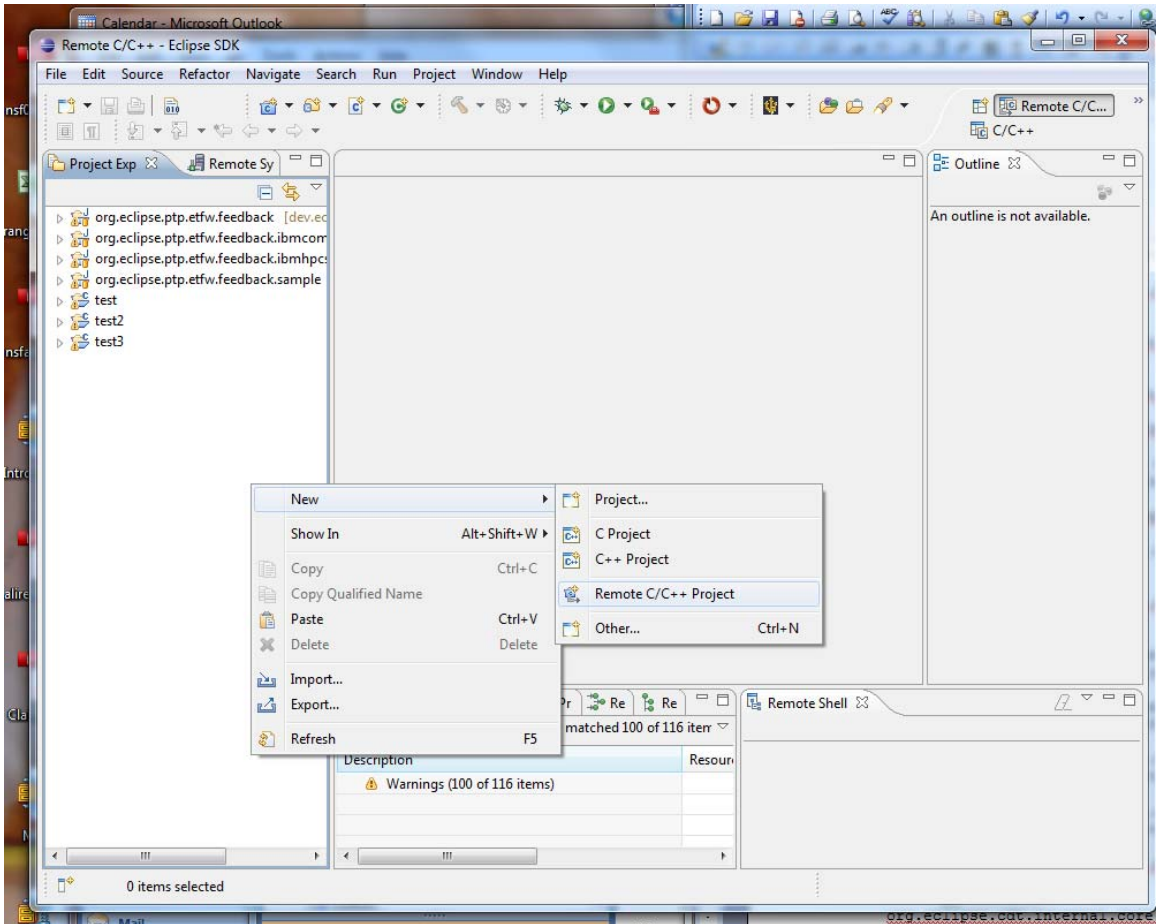 Calendar - Microsoft Outlook
Remote C/C++ - Eclipse SDK
File Edit Source Refactor Navigate Search Run Project Window Help
Remote C/C...
C/C++
Project Exp
Remote Sy
Outline
An outline is not available.
org.eclipse.ptp.etfw.feedback [dev.ec
org.eclipse.ptp.etfw.feedback.ibmcom
org.eclipse.ptp.etfw.feedback.ibmhpc
org.eclipse.ptp.etfw.feedback.sample
test
test2
test3
New
Show In Alt+Shift+W
Copy Ctrl+C
Copy Qualified Name
Paste Ctrl+V
Delete Delete
Import...
Export...
Refresh F5
Project...
C Project
C++ Project
Remote C/C++ Project
Other... Ctrl+N
Re
Re
Remote Shell
matched 100 of 116 item
Description Resour
Warnings (100 of 116 items)
0 items selected
Mail
org.eclipse.cdt.internal.core